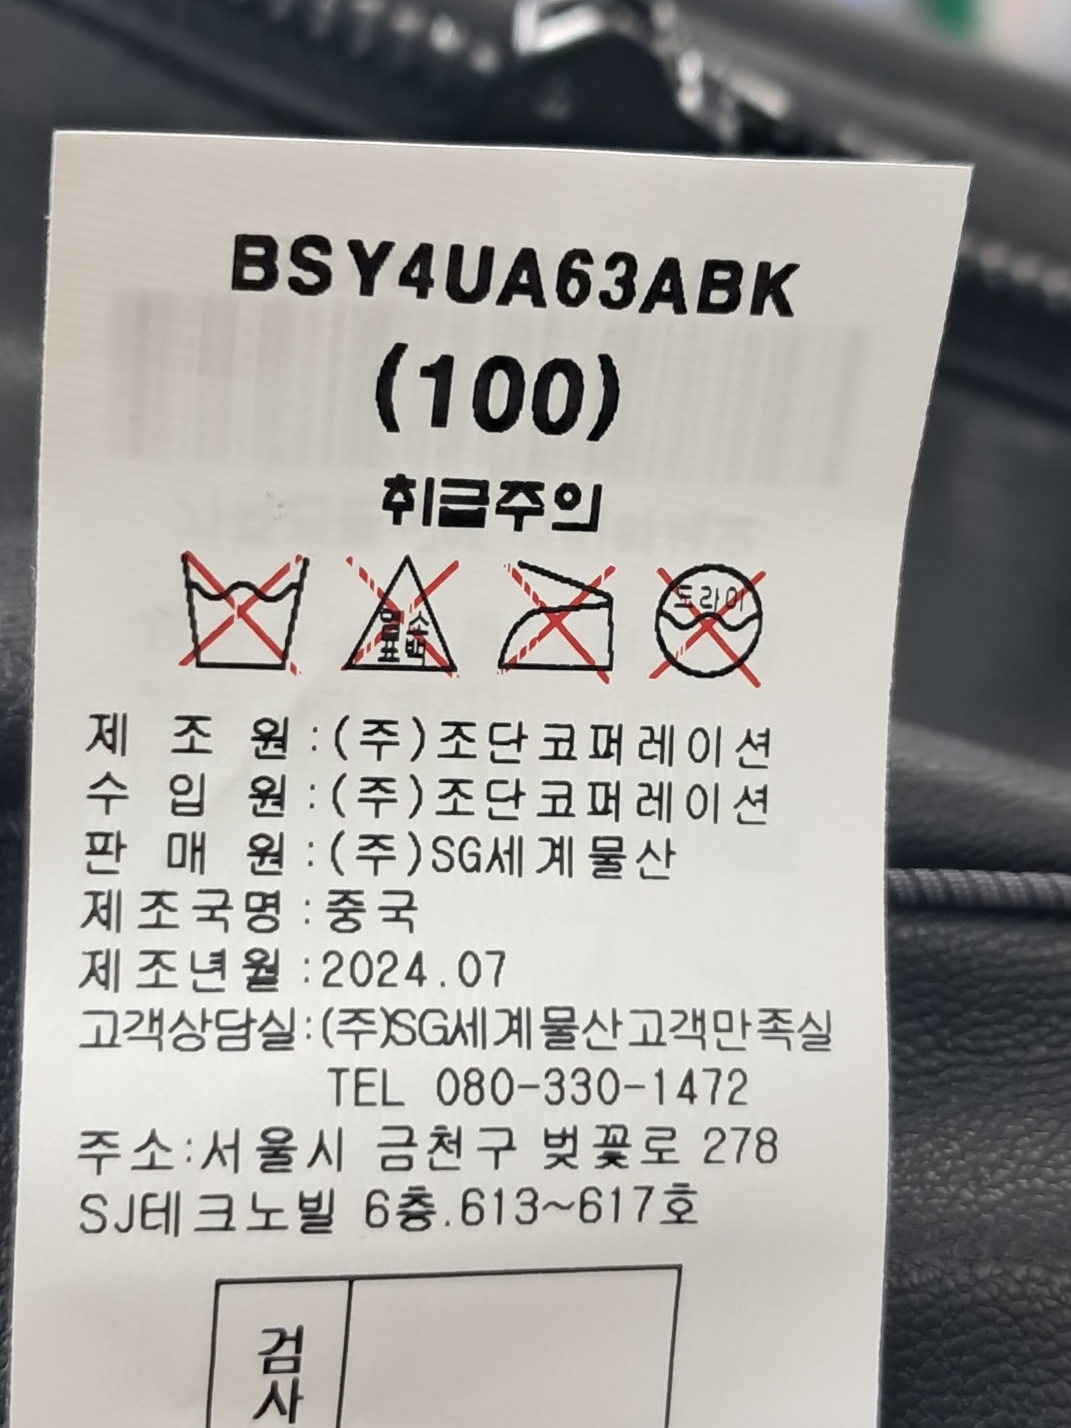 BSY4UA63ABK
(100)
취급주의
염소
표백
드라이
제 조 원:(주)조단코퍼레이션
수 입 원:(주)조단코퍼레이션
판 매 원:(주)SG세계물산
제조국명:중국
제조년월:2024.07
고객상담실:(주)SG세계물산고객만족실
TEL 080-330-1472
주소:서울시 금천구 벚꽃로 278
SJ테크노빌 6층.613~617호
검사